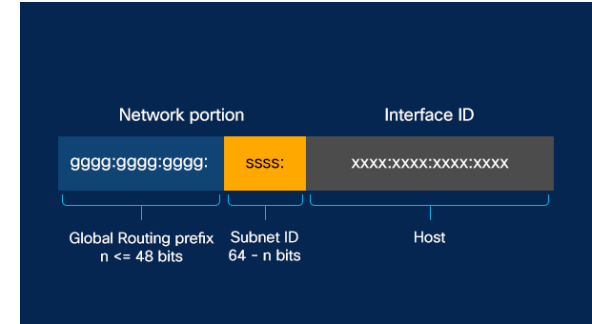 Network portion
Interface ID
gggg:gggg:gggg:
ssss:
xxxx:xxxx:xxxx:xxxx
Global Routing prefix
n <= 48 bits
Subnet ID
64 - n bits
Host